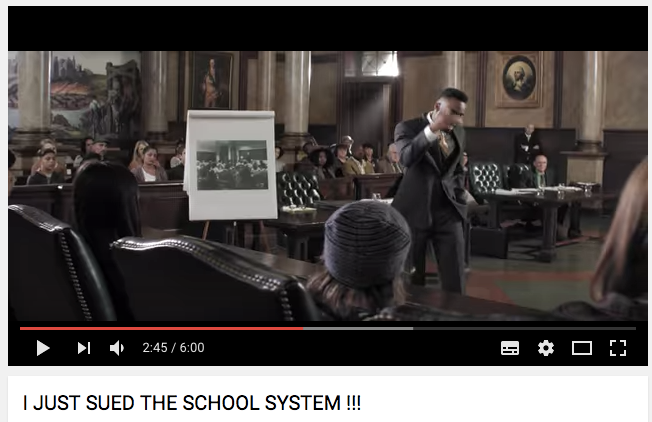 2:45 / 6:00
I JUST SUED THE SCHOOL SYSTEM !!!